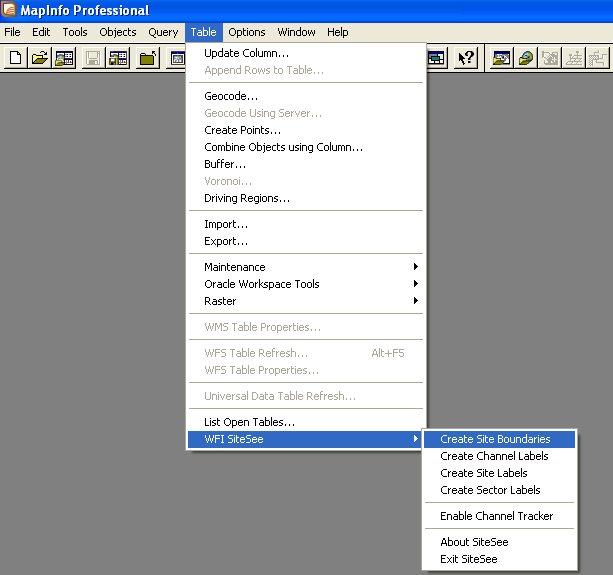 MapInfo Professional
File Edit Tools Objects Query Table Options Window Help
Update Column...
Append Rows to Table...
Geocode...
Geocode Using Server...
Create Points...
Combine Objects using Column...
Buffer...
Voronoi...
Driving Regions...
Import...
Export...
Maintenance
Oracle Workspace Tools
Raster
WMS Table Properties...
WFS Table Refresh... Alt+F5
WFS Table Properties...
Universal Data Table Refresh...
List Open Tables...
WFI SiteSee
Create Site Boundaries
Create Channel Labels
Create Site Labels
Create Sector Labels
Enable Channel Tracker
About SiteSee
Exit SiteSee